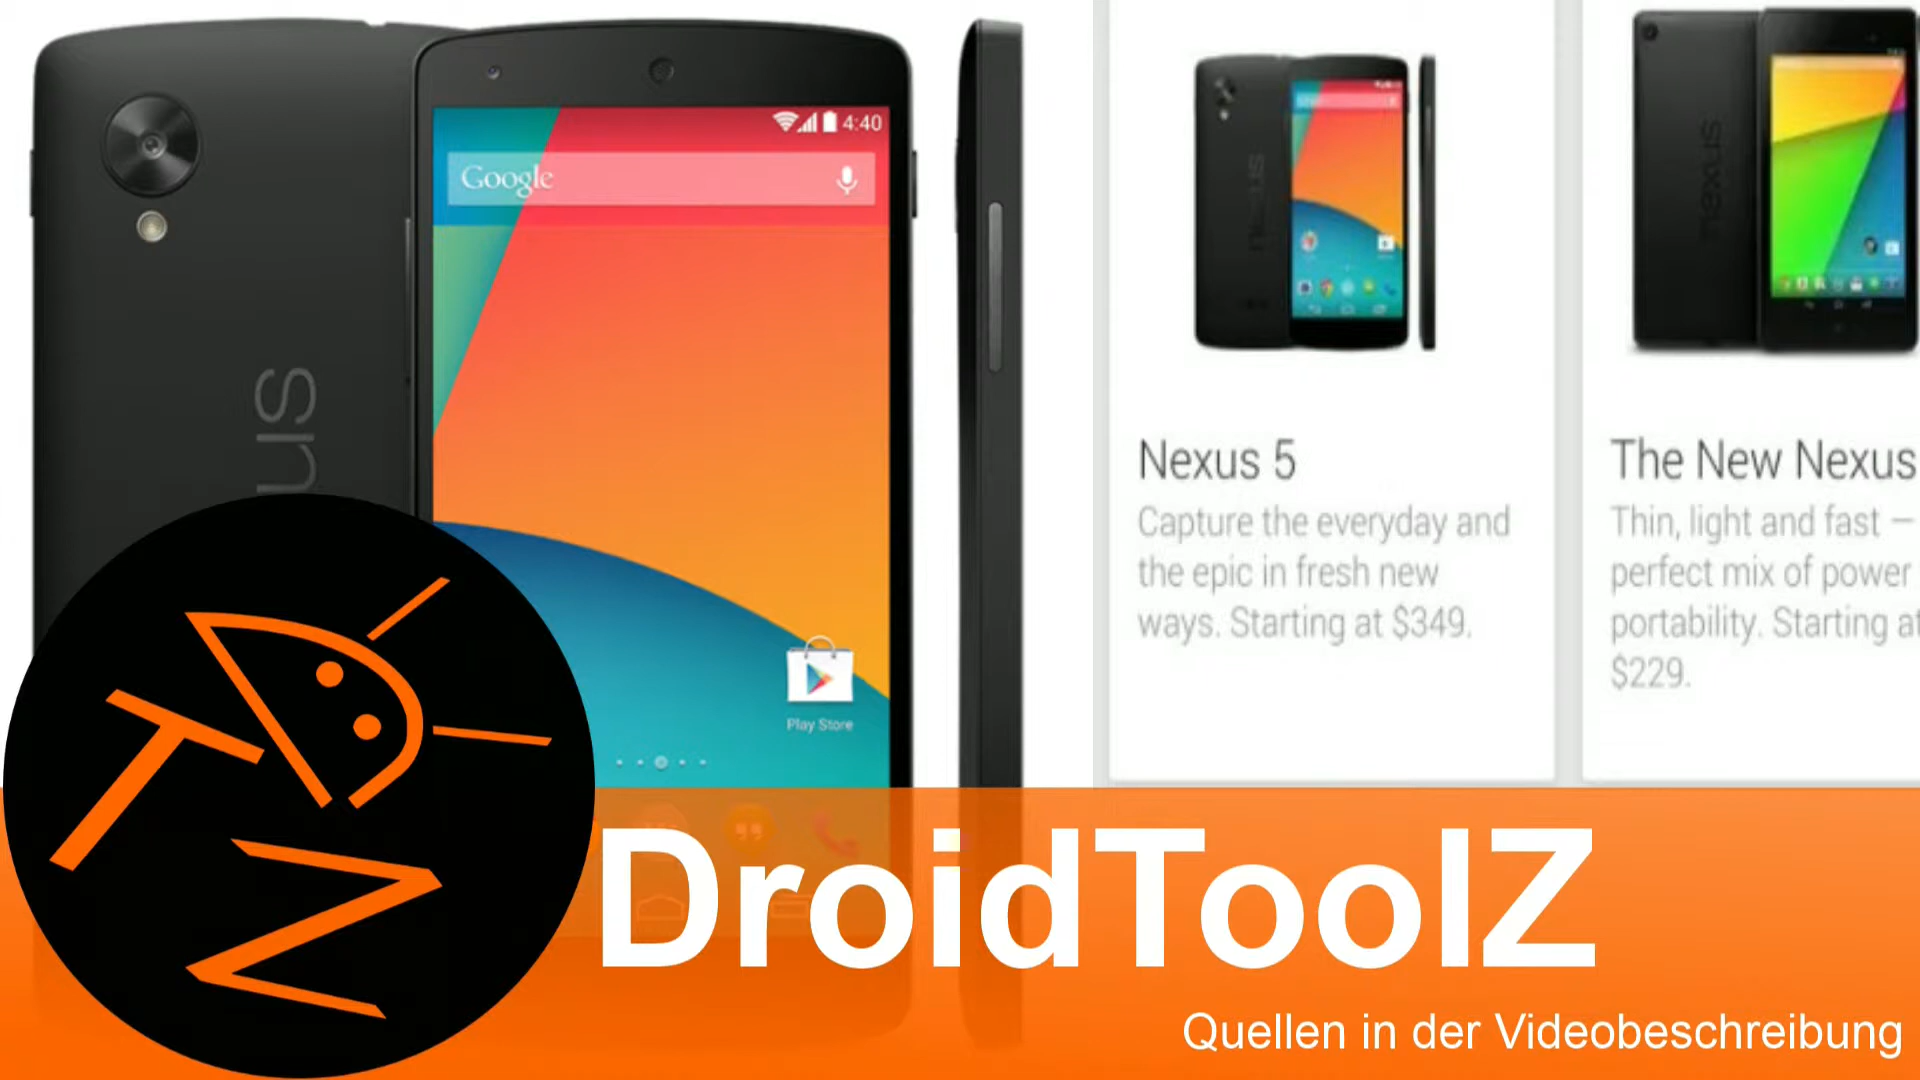 4:40
Google
Play Store
Nexus 5
Capture the everyday and
the epic in fresh new
ways. Starting at $349.
The New Nexus
Thin, light and fast –
perfect mix of power
portability. Starting at
$229.
nexus
DroidToolZ
Quellen in der Videobeschreibung